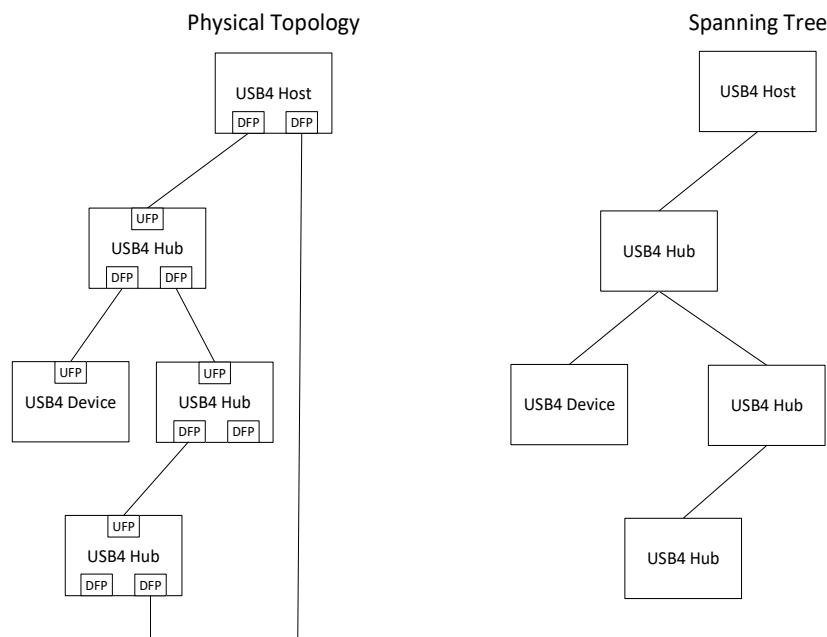 Physical Topology
USB4 Host
DFP DFP
UFP
USB4 Hub
DFP DFP
UFP
USB4 Device
UFP
USB4 Hub
DFP DFP
UFP
USB4 Hub
DFP DFP
Spanning Tree
USB4 Host
USB4 Hub
USB4 Device
USB4 Hub
USB4 Hub